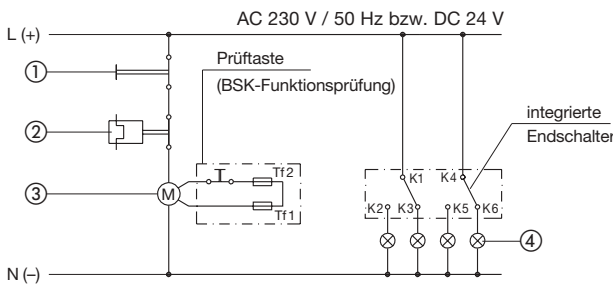 AC 230 V / 50 Hz bzw. DC 24 V
L (+)
1
Prüftaste
(BSK-Funktionsprüfung)
integrierte
Endschalter
2
Tf2
K1
K4
3
M
Tf1
K2
K3
K5
K6
4
N (–)